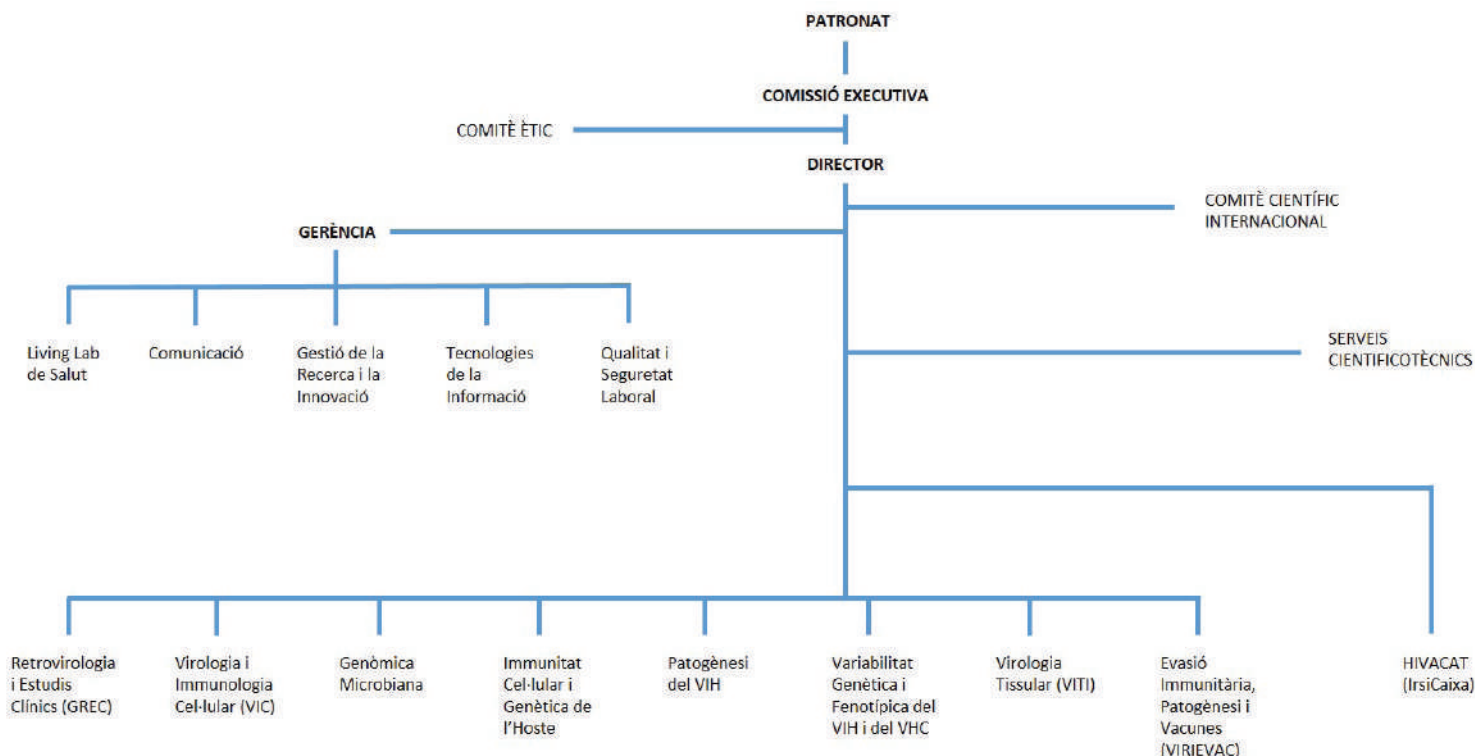 PATRONAT
COMISSIÓ EXECUTIVA
COMITÈ ÈTIC
DIRECTOR
COMITÈ CIENTÍFIC
INTERNACIONAL
GERÈNCIA
Living Lab
de Salut
Comunicació
Gestió de la
Recerca i la
Innovació
Tecnologies
de la
Informació
Qualitat i
Seguretat
Laboral
SERVEIS
CIENTIFICOTÈCNICS
Retrovirologia
i Estudis
Clínics (GREC)
Virologia i
Immunologia
Cel·lular (VIC)
Genòmica
Microbiana
Immunitat
Cel·lular i
Genètica de
l'Hoste
Patogènesi
del VIH
Variabilitat
Genètica i
Fenotípica del
VIH i del VHC
Virologia
Tissular (VITI)
Evasió
Immunitària,
Patogènesi i
Vacunes
(VIRIEVAC)
HIVACAT
(IrsiCaixa)